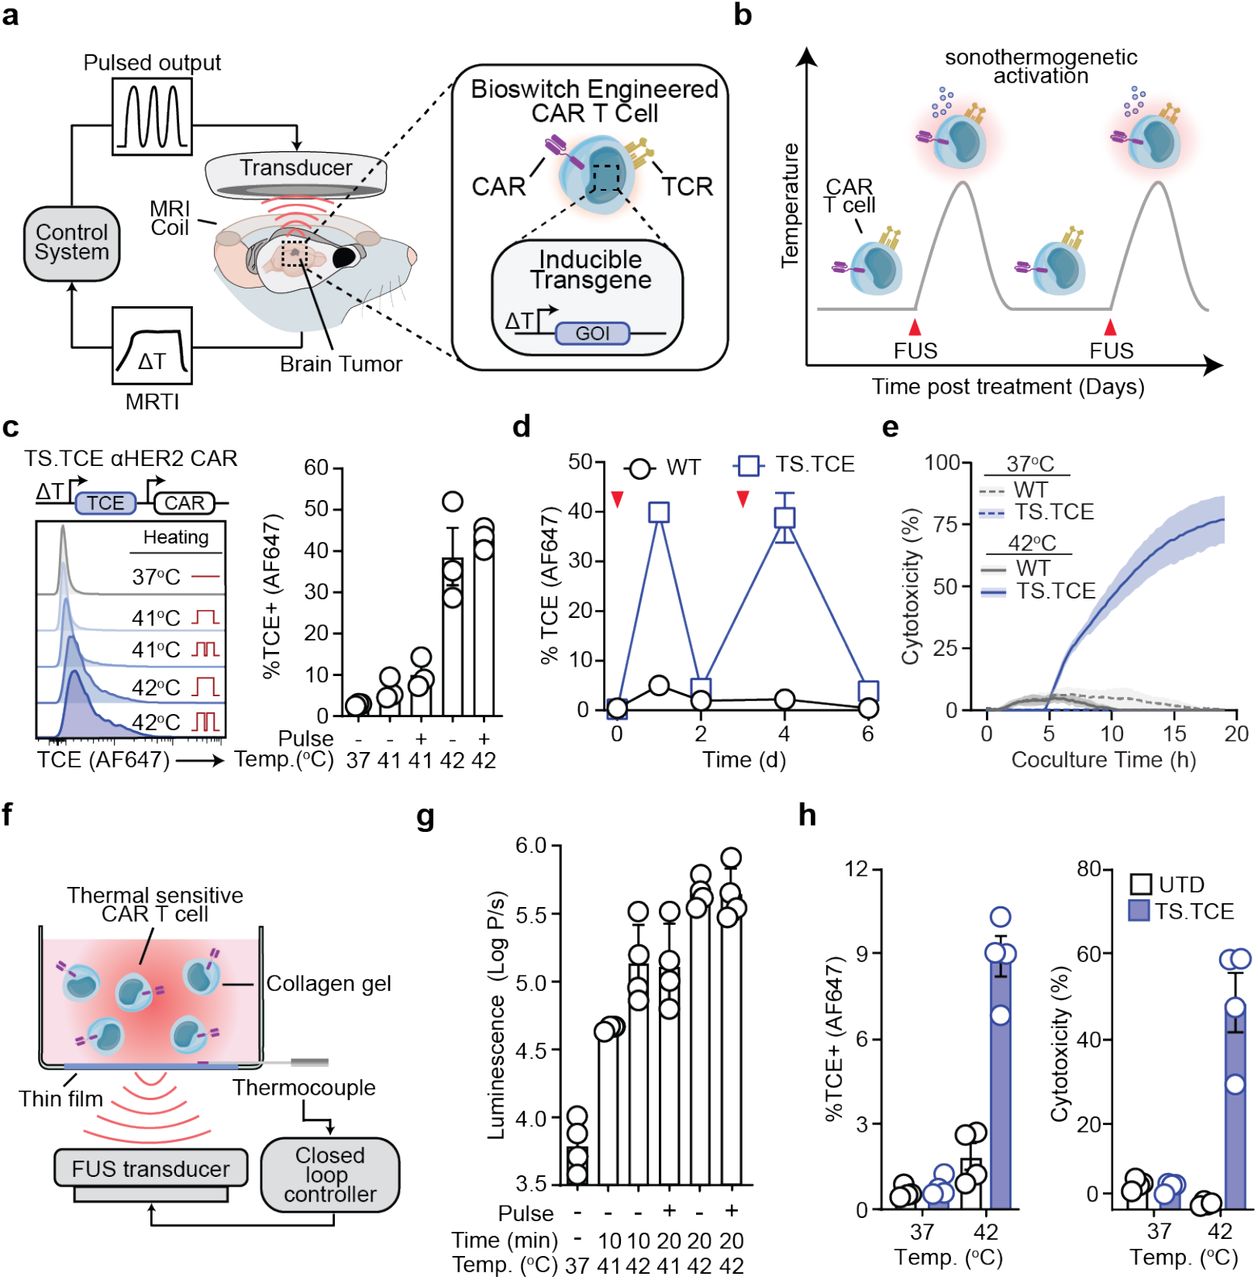 a
Pulsed output
Transducer
MRI
Coil
Control
System
ΔT
MRTI
Brain Tumor
Bioswitch Engineered
CAR T Cell
CAR
TCR
Inducible
Transgene
ΔT
GOI
b
sonothermogenetic
activation
Temperature
CAR
T cell
FUS
FUS
Time post treatment (Days)
c
TS.TCE αHER2 CAR
ΔT
TCE
CAR
Heating
37°C
41°C
41°C
42°C
42°C
TCE (AF647)
%TCE+ (AF647)
60
50
40
30
20
10
0
Pulse - - + - +
Temp.(°C) 37 41 41 42 42
d
WT
TS.TCE
% TCE (AF647)
50
40
30
20
10
0
0 2 4 6
Time (d)
e
Cytotoxicity (%)
100
75
50
25
0
37°C
WT
TS.TCE
42°C
WT
TS.TCE
0 5 10 15 20
Coculture Time (h)
f
Thermal sensitive
CAR T cell
Collagen gel
Thin film
Thermocouple
FUS transducer
Closed
loop
controller
g
Luminescence (Log P/s)
6.0
5.5
5.0
4.5
4.0
3.5
Pulse - - - + - +
Time (min) - 10 10 20 20 20
Temp. (°C) 37 41 42 41 42 42
h
%TCE+ (AF647)
12
9
6
3
0
37 42
Temp. (°C)
Cytotoxicity (%)
80
60
40
20
0
UTD
TS.TCE
37 42
Temp. (°C)